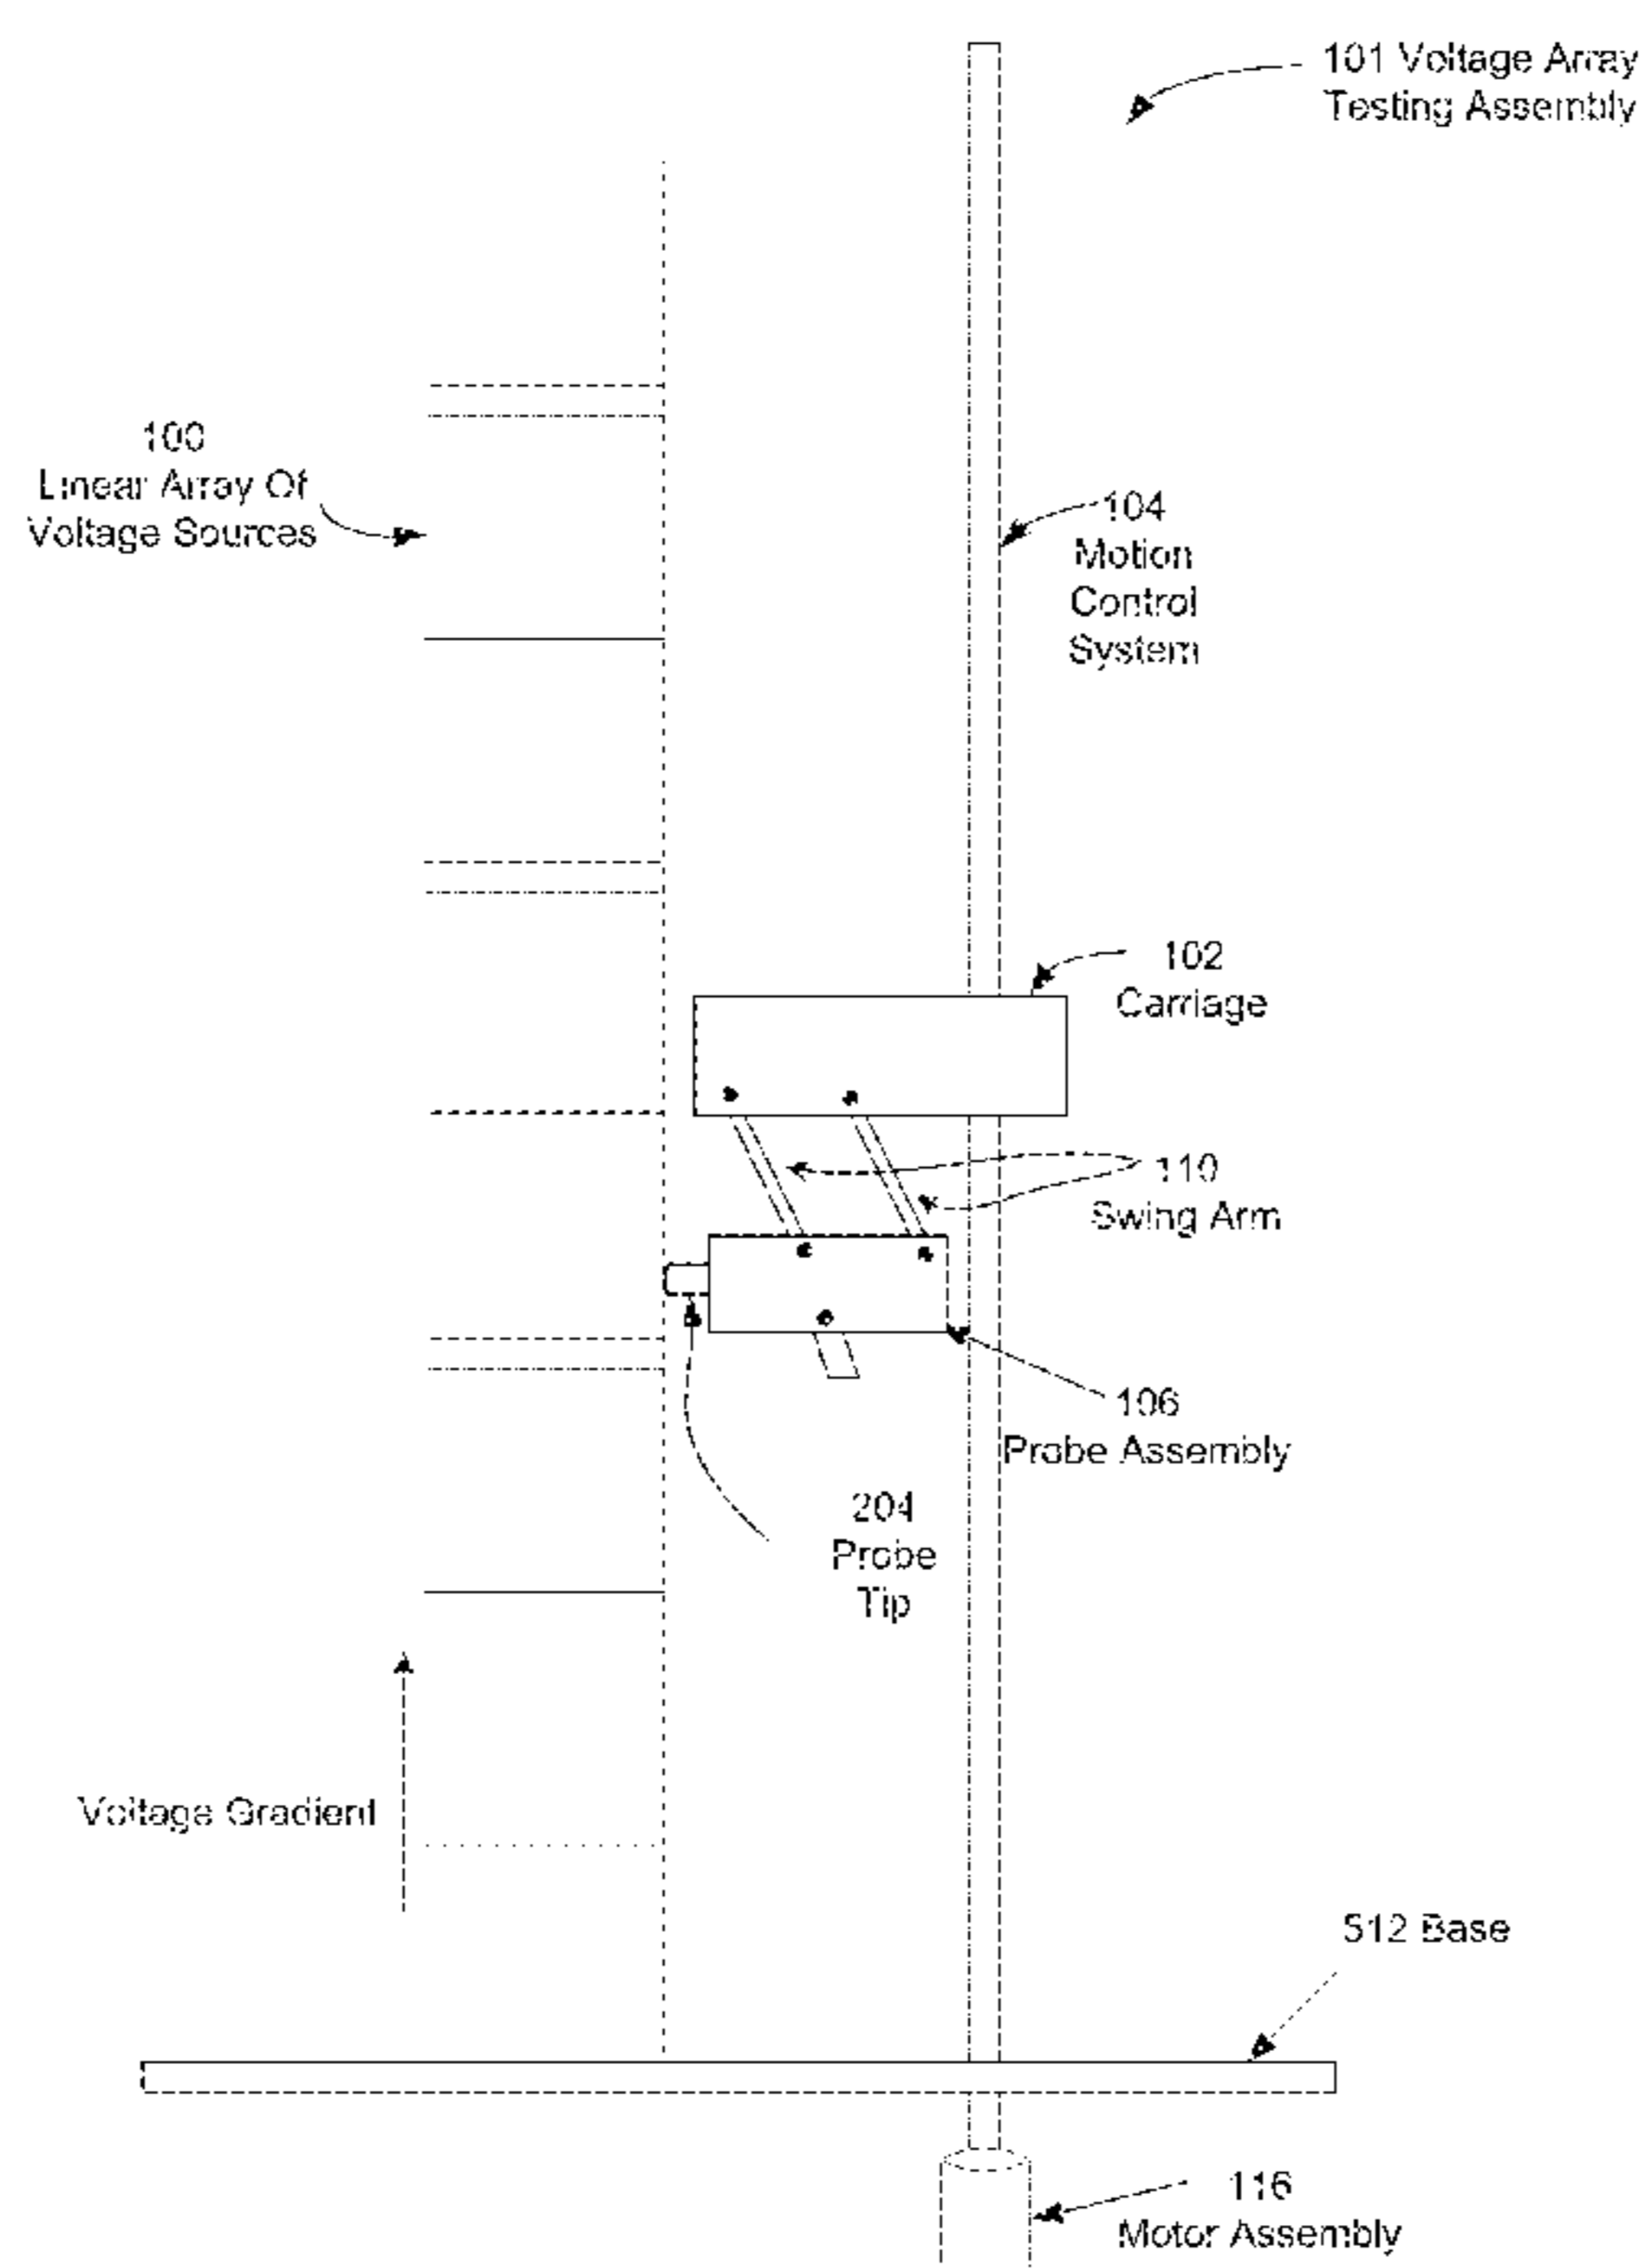 101 Voltage Array
Testing Assembly
100
Linear Array Of
Voltage Sources
104
Motion
Control
System
102
Carriage
110
Swing Arm
106
Probe Assembly
204
Probe
Tip
Voltage Gradient
512 Base
116
Motor Assembly